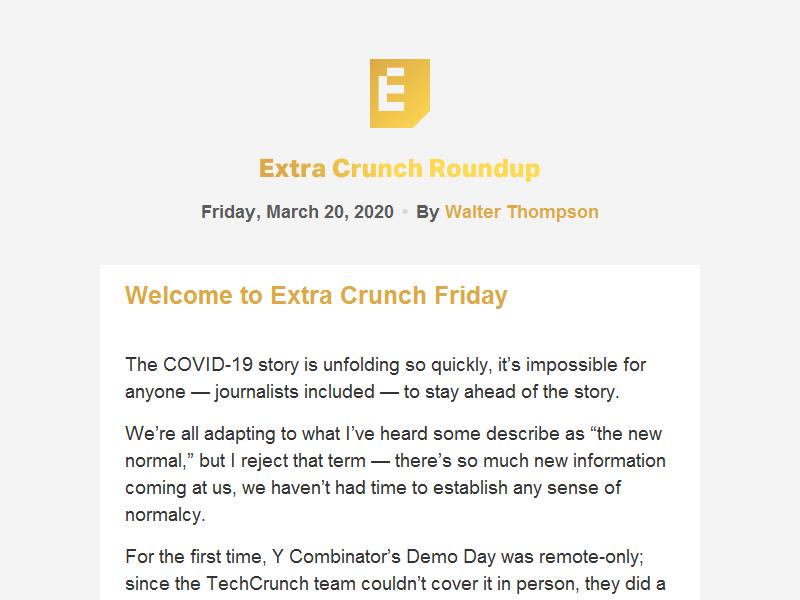 E
Extra Crunch Roundup
Friday, March 20, 2020 • By Walter Thompson
Welcome to Extra Crunch Friday
The COVID-19 story is unfolding so quickly, it’s impossible for
anyone — journalists included — to stay ahead of the story.
We’re all adapting to what I’ve heard some describe as “the new
normal,” but I reject that term — there’s so much new information
coming at us, we haven’t had time to establish any sense of
normalcy.
For the first time, Y Combinator’s Demo Day was remote-only;
since the TechCrunch team couldn’t cover it in person, they did a